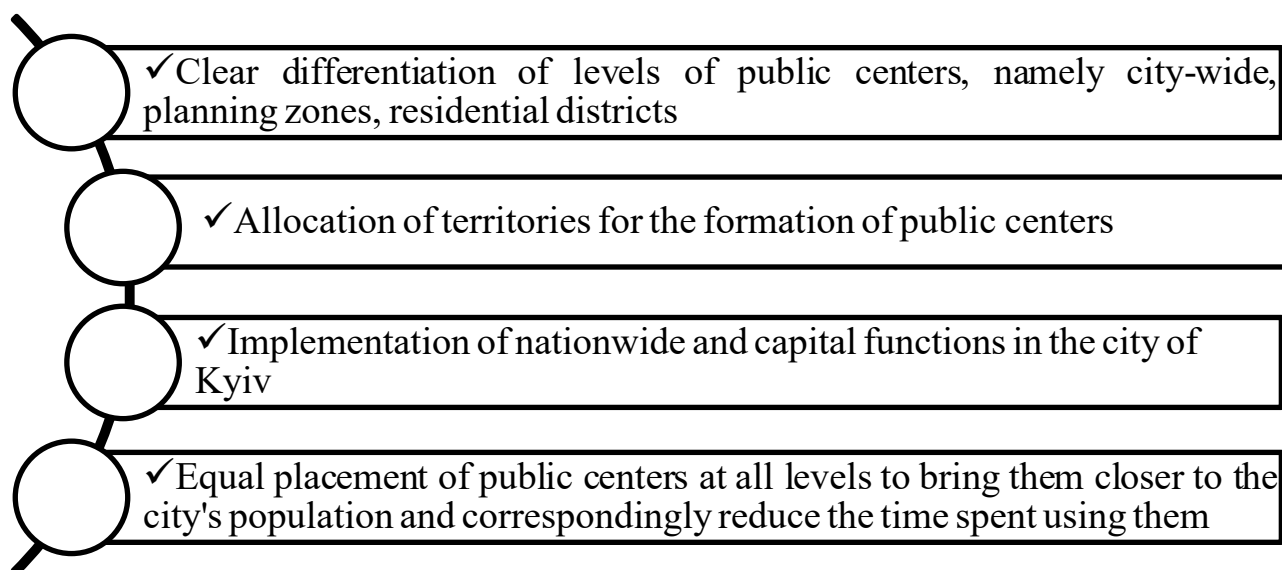 ✓Clear differentiation of levels of public centers, namely city-wide,
planning zones, residential districts
✓Allocation of territories for the formation of public centers
✓Implementation of nationwide and capital functions in the city of
Kyiv
✓Equal placement of public centers at all levels to bring them closer to the
city's population and correspondingly reduce the time spent using them